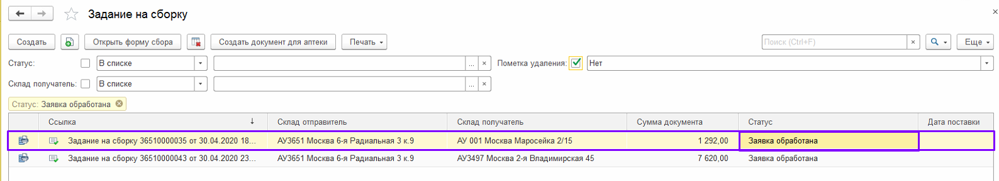 Задание на сборку
Создать Открыть форму сбора Создать документ для аптеки Печать Поиск (Ctrl+F) × Еще
Статус: В списке ... × Пометка удаления: Нет
Склад получатель: В списке ... ×
Статус: Заявка обработана
Ссылка ↓ Склад отправитель Склад получатель Сумма документа Статус Дата поставки
Задание на сборку 36510000035 от 30.04.2020 18... АУ3651 Москва 6-я Радиальная 3 к.9 АУ 001 Москва Маросейка 2/15 1 292,00 Заявка обработана
Задание на сборку 36510000043 от 30.04.2020 23... АУ3651 Москва 6-я Радиальная 3 к.9 АУ3497 Москва 2-я Владимирская 45 7 620,00 Заявка обработана